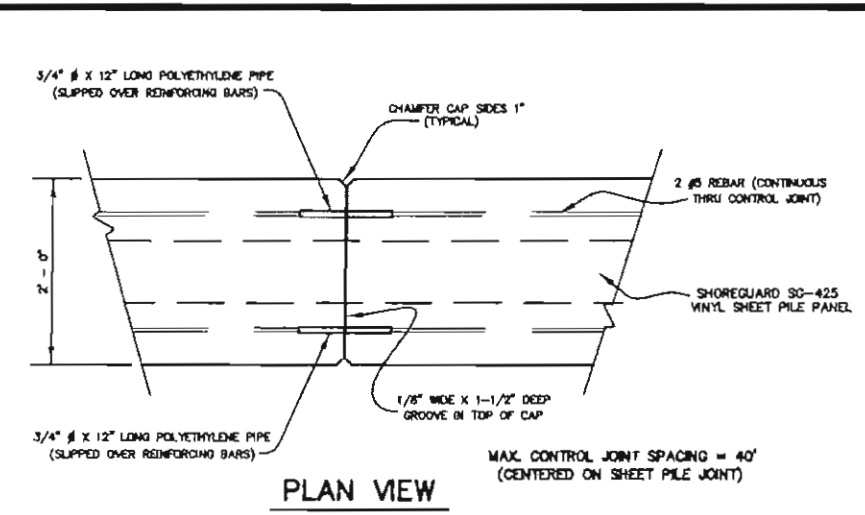 3/4" ø X 12" LONG POLYETHYLENE PIPE
(SLIPPED OVER REINFORCING BARS)
CHAMFER CAP SIDES 1"
(TYPICAL)
2 #5 REBAR (CONTINUOUS
THRU CONTROL JOINT)
2' - 0"
SHOREGUARD SG-425
VINYL SHEET PILE PANEL
1/8" WIDE X 1-1/2" DEEP
GROOVE IN TOP OF CAP
3/4" ø X 12" LONG POLYETHYLENE PIPE
(SLIPPED OVER REINFORCING BARS)
MAX. CONTROL JOINT SPACING = 40'
(CENTERED ON SHEET PILE JOINT)
PLAN VIEW